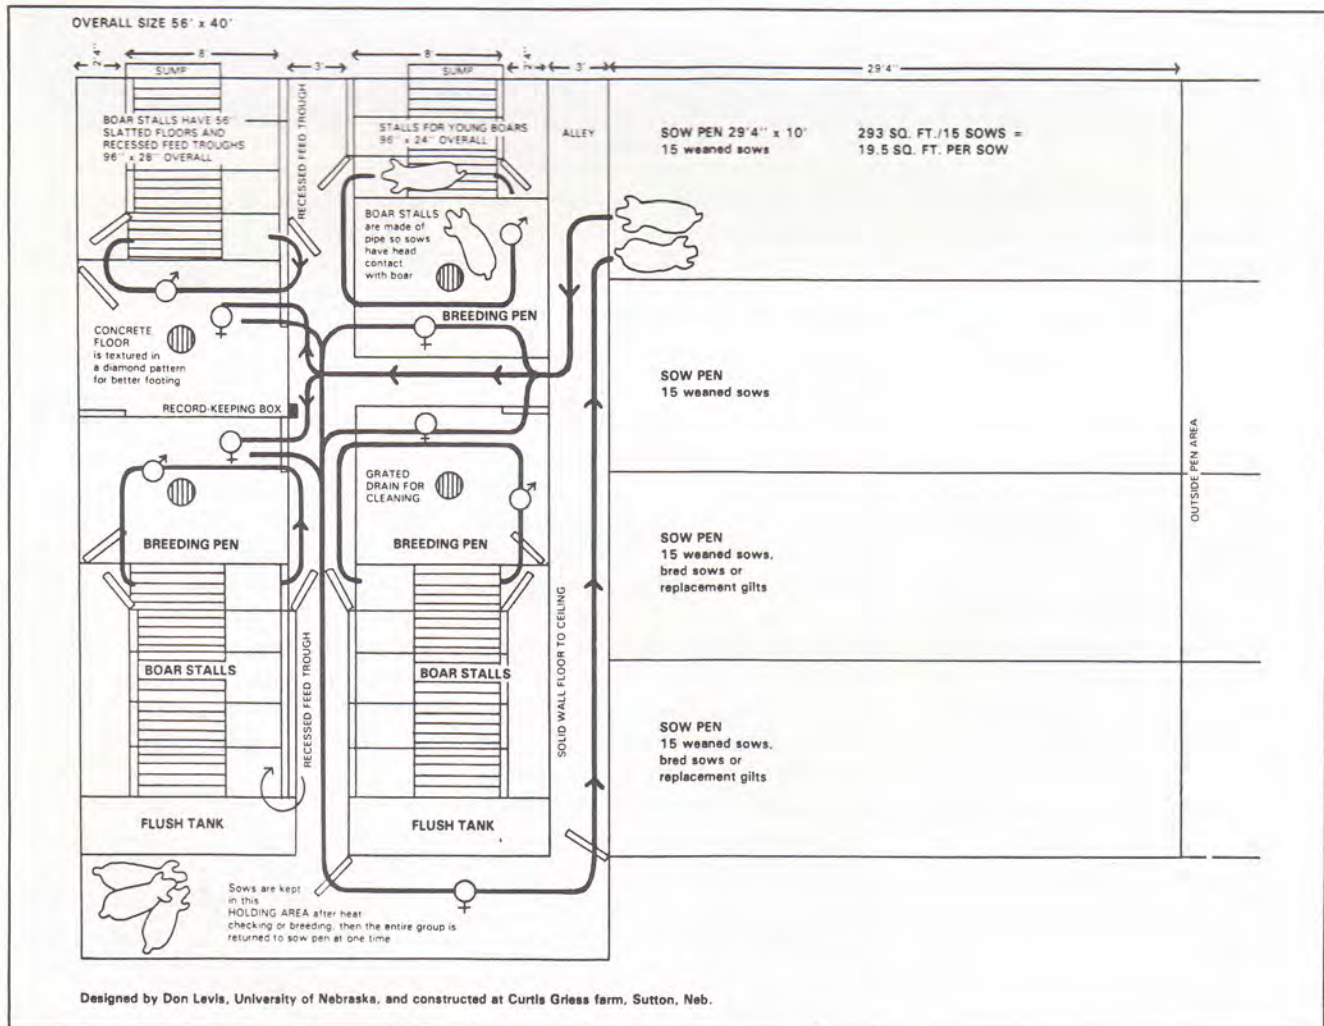 OVERALL SIZE 56' x 40'
2'4"
8'
3'
8'
2'4"
3'
29'4"
SUMP
SUMP
BOAR STALLS HAVE 56"
SLATTED FLOORS AND
RECESSED FEED TROUGHS
96" x 28" OVERALL
RECESSED FEED TROUGH
STALLS FOR YOUNG BOARS
96" x 24" OVERALL
ALLEY
SOW PEN 29'4" x 10'
15 weaned sows
293 SQ. FT./15 SOWS =
19.5 SQ. FT. PER SOW
BOAR STALLS
are made of
pipe so sows
have head
contact
with boar
BREEDING PEN
CONCRETE
FLOOR
is textured in
a diamond pattern
for better footing
RECORD-KEEPING BOX
SOW PEN
15 weaned sows
OUTSIDE PEN AREA
GRATED
DRAIN FOR
CLEANING
BREEDING PEN
BREEDING PEN
SOW PEN
15 weaned sows,
bred sows or
replacement gilts
BOAR STALLS
RECESSED FEED TROUGH
BOAR STALLS
SOLID WALL FLOOR TO CEILING
SOW PEN
15 weaned sows,
bred sows or
replacement gilts
FLUSH TANK
FLUSH TANK
Sows are kept
in this
HOLDING AREA after heat
checking or breeding, then the entire group is
returned to sow pen at one time
Designed by Don Levis, University of Nebraska, and constructed at Curtis Griess farm, Sutton, Neb.